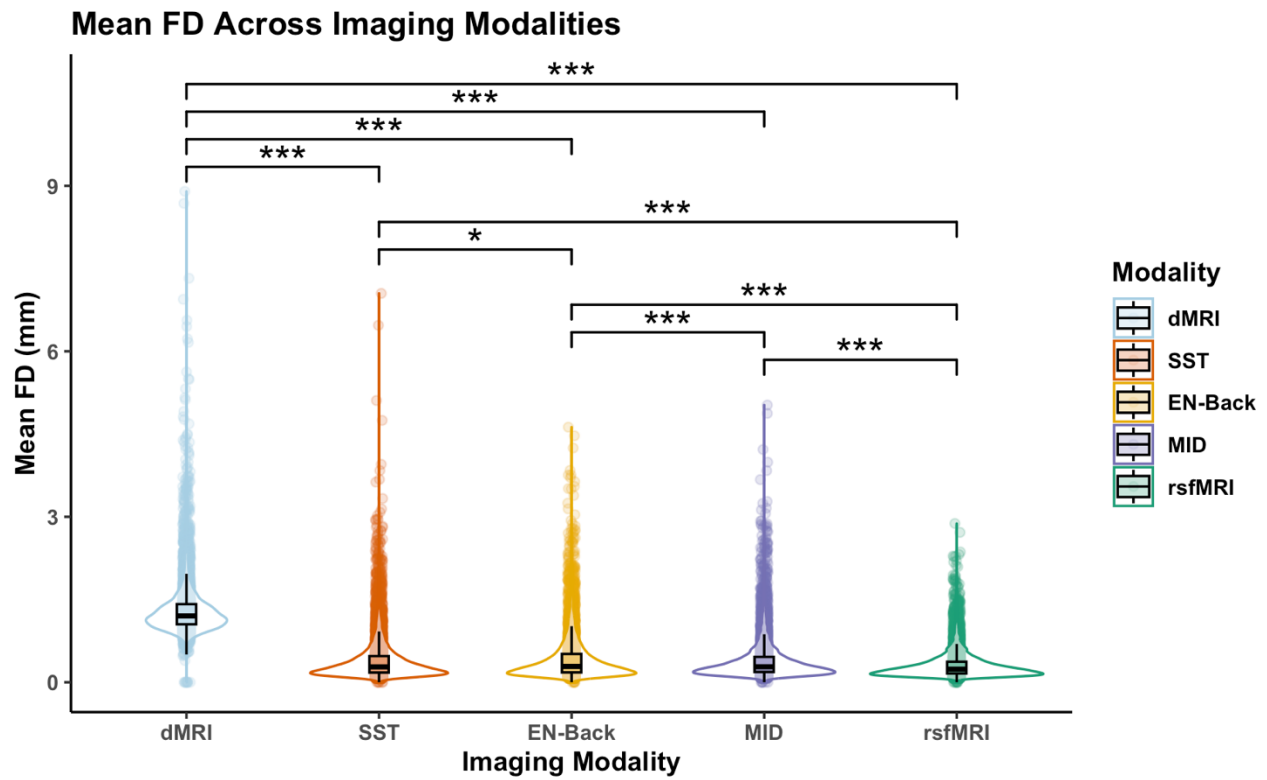 Mean FD Across Imaging Modalities
***
***
***
***
***
*
***
***
***
9
6
3
0
Mean FD (mm)
dMRI
SST
EN-Back
MID
rsfMRI
Imaging Modality
Modality
dMRI
SST
EN-Back
MID
rsfMRI